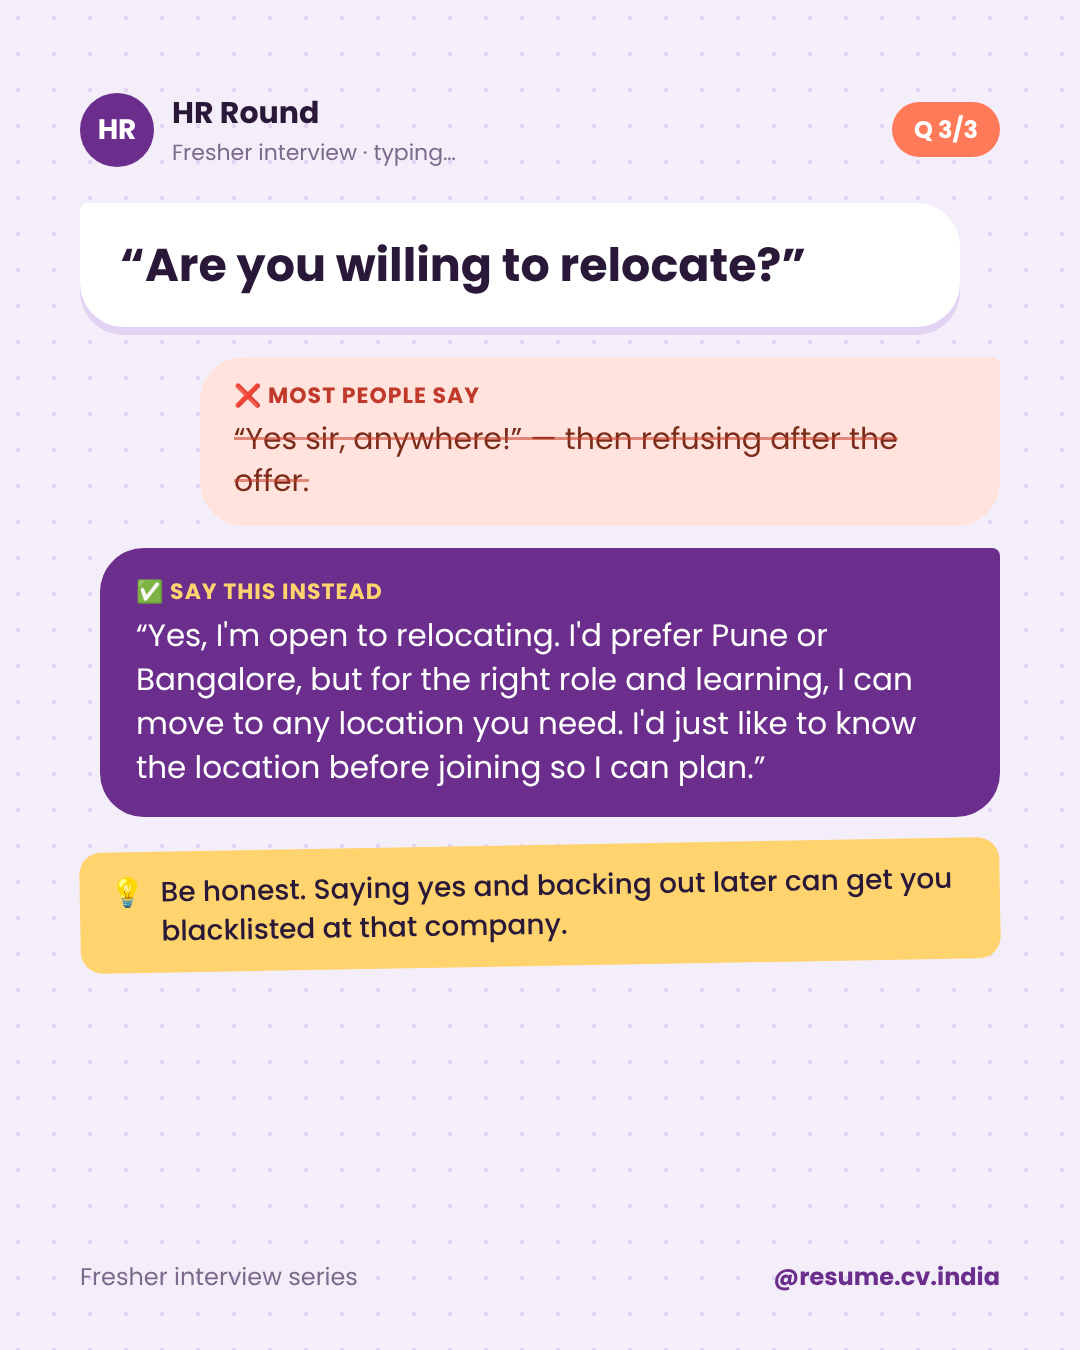 HR
HR Round
Fresher interview · typing...
Q 3/3
“Are you willing to relocate?”
❌ MOST PEOPLE SAY
“Yes sir, anywhere!” — then refusing after the
offer.
✅ SAY THIS INSTEAD
“Yes, I'm open to relocating. I'd prefer Pune or
Bangalore, but for the right role and learning, I can
move to any location you need. I'd just like to know
the location before joining so I can plan.”
💡 Be honest. Saying yes and backing out later can get you
blacklisted at that company.
Fresher interview series
@resume.cv.india